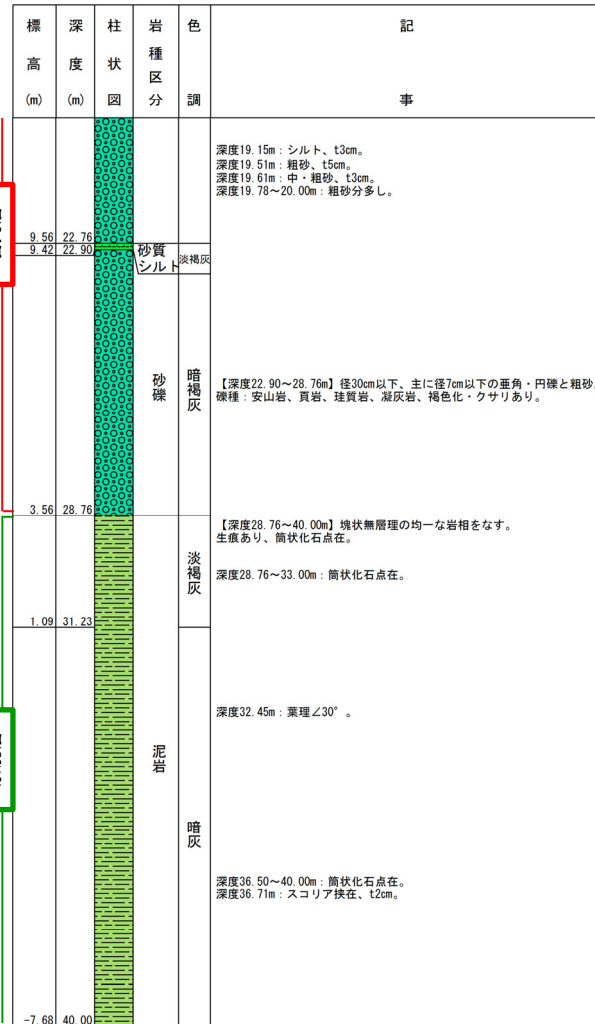 標高(m)
深度(m)
柱状図
岩種区分
色調
記事
深度19.15m：シルト、t3cm。
深度19.51m：粗砂、t5cm。
深度19.61m：中・粗砂、t3cm。
深度19.78～20.00m：粗砂分多し。
9.56 22.76
9.42 22.90
砂質シルト
淡褐灰
砂礫
暗褐灰
【深度22.90～28.76m】径30cm以下、主に径7cm以下の亜角・円礫と粗砂
礫種：安山岩、頁岩、珪質岩、凝灰岩、褐色化・クサリあり。
3.56 28.76
【深度28.76～40.00m】塊状無層理の均一な岩相をなす。
生痕あり、筒状化石点在。
淡褐灰
深度28.76～33.00m：筒状化石点在。
1.09 31.23
深度32.45m：葉理∠30°。
泥岩
暗灰
深度36.50～40.00m：筒状化石点在。
深度36.71m：スコリア挟在、t2cm。
-7.68 40.00